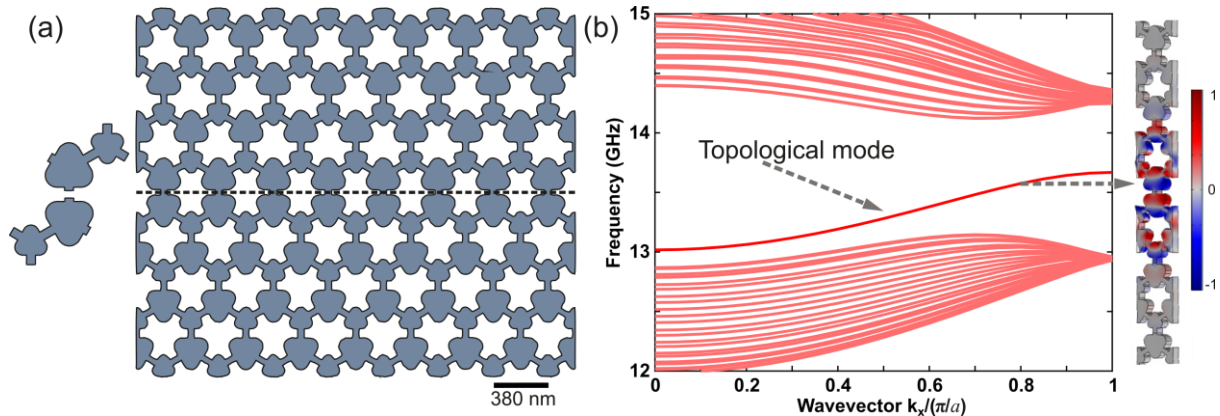 (a)
380 nm
(b)
Frequency (GHz)
15
14
13
12
Topological mode
0
0.2
0.4
0.6
0.8
1
Wavevector kₓ/(π/a)
1
0
-1